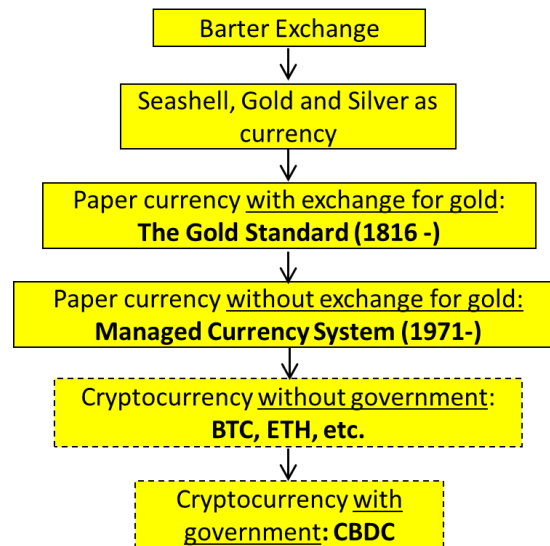 Barter Exchange
Seashell, Gold and Silver as
currency
Paper currency with exchange for gold:
The Gold Standard (1816 -)
Paper currency without exchange for gold:
Managed Currency System (1971-)
Cryptocurrency without government:
BTC, ETH, etc.
Cryptocurrency with
government: CBDC